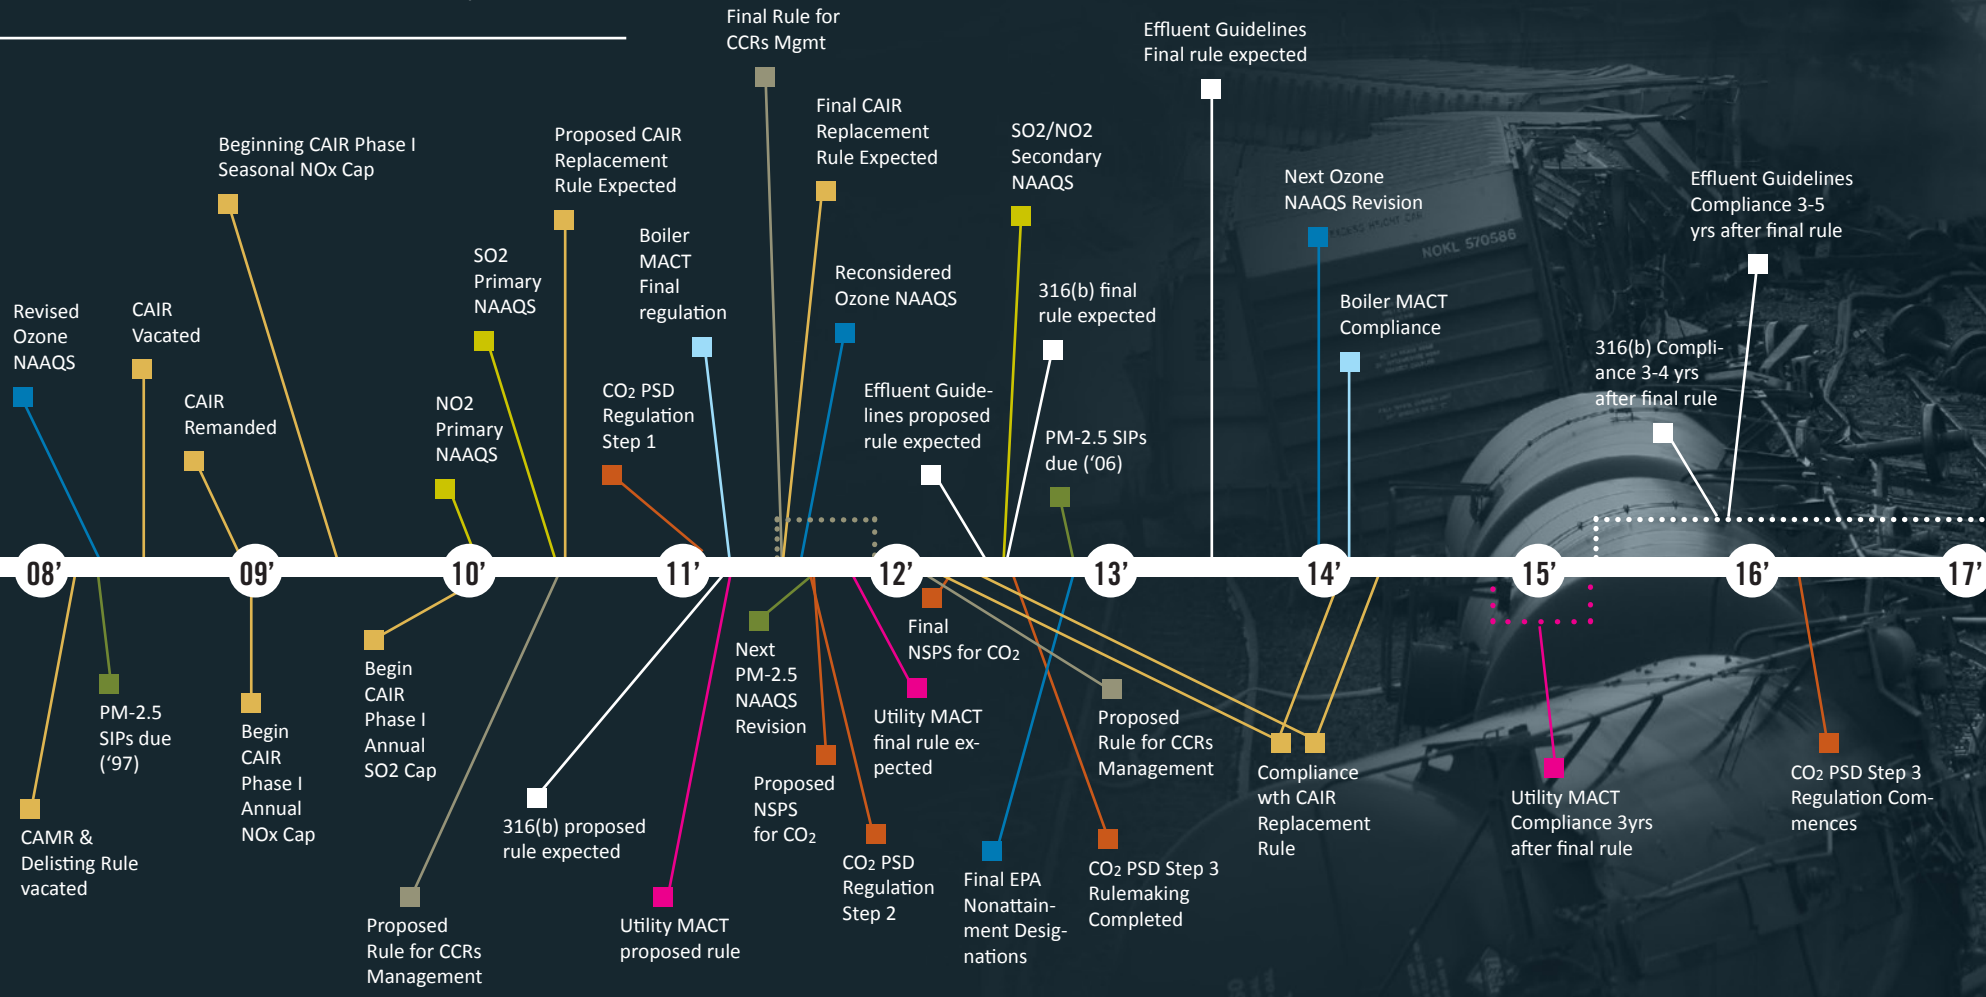 Final Rule for
CCRs Mgmt
Effluent Guidelines
Final rule expected
Beginning CAIR Phase I
Seasonal NOx Cap
Proposed CAIR
Replacement
Rule Expected
Final CAIR
Replacement
Rule Expected
SO2/NO2
Secondary
NAAQS
Next Ozone
NAAQS Revision
Effluent Guidelines
Compliance 3-5
yrs after final rule
NOKL 570586
Revised
Ozone
NAAQS
CAIR
Vacated
CAIR
Remanded
SO2
Primary
NAAQS
NO2
Primary
NAAQS
Boiler
MACT
Final
regulation
CO2 PSD
Regulation
Step 1
Reconsidered
Ozone NAAQS
Effluent Guide-
lines proposed
rule expected
316(b) final
rule expected
PM-2.5 SIPs
due (‘06)
Boiler MACT
Compliance
316(b) Compli-
ance 3-4 yrs
after final rule
08’
09’
10’
11’
12’
13’
14’
15’
16’
17’
CAMR &
Delisting Rule
vacated
PM-2.5
SIPs due
(‘97)
Begin
CAIR
Phase I
Annual
NOx Cap
Begin
CAIR
Phase I
Annual
SO2 Cap
Proposed
Rule for CCRs
Management
316(b) proposed
rule expected
Utility MACT
proposed rule
Next
PM-2.5
NAAQS
Revision
Proposed
NSPS
for CO2
CO2 PSD
Regulation
Step 2
Utility MACT
final rule ex-
pected
Final
NSPS for CO2
Final EPA
Nonattain-
ment Desig-
nations
Proposed
Rule for CCRs
Management
CO2 PSD Step 3
Rulemaking
Completed
Compliance
wth CAIR
Replacement
Rule
Utility MACT
Compliance 3yrs
after final rule
CO2 PSD Step 3
Regulation Com-
mences